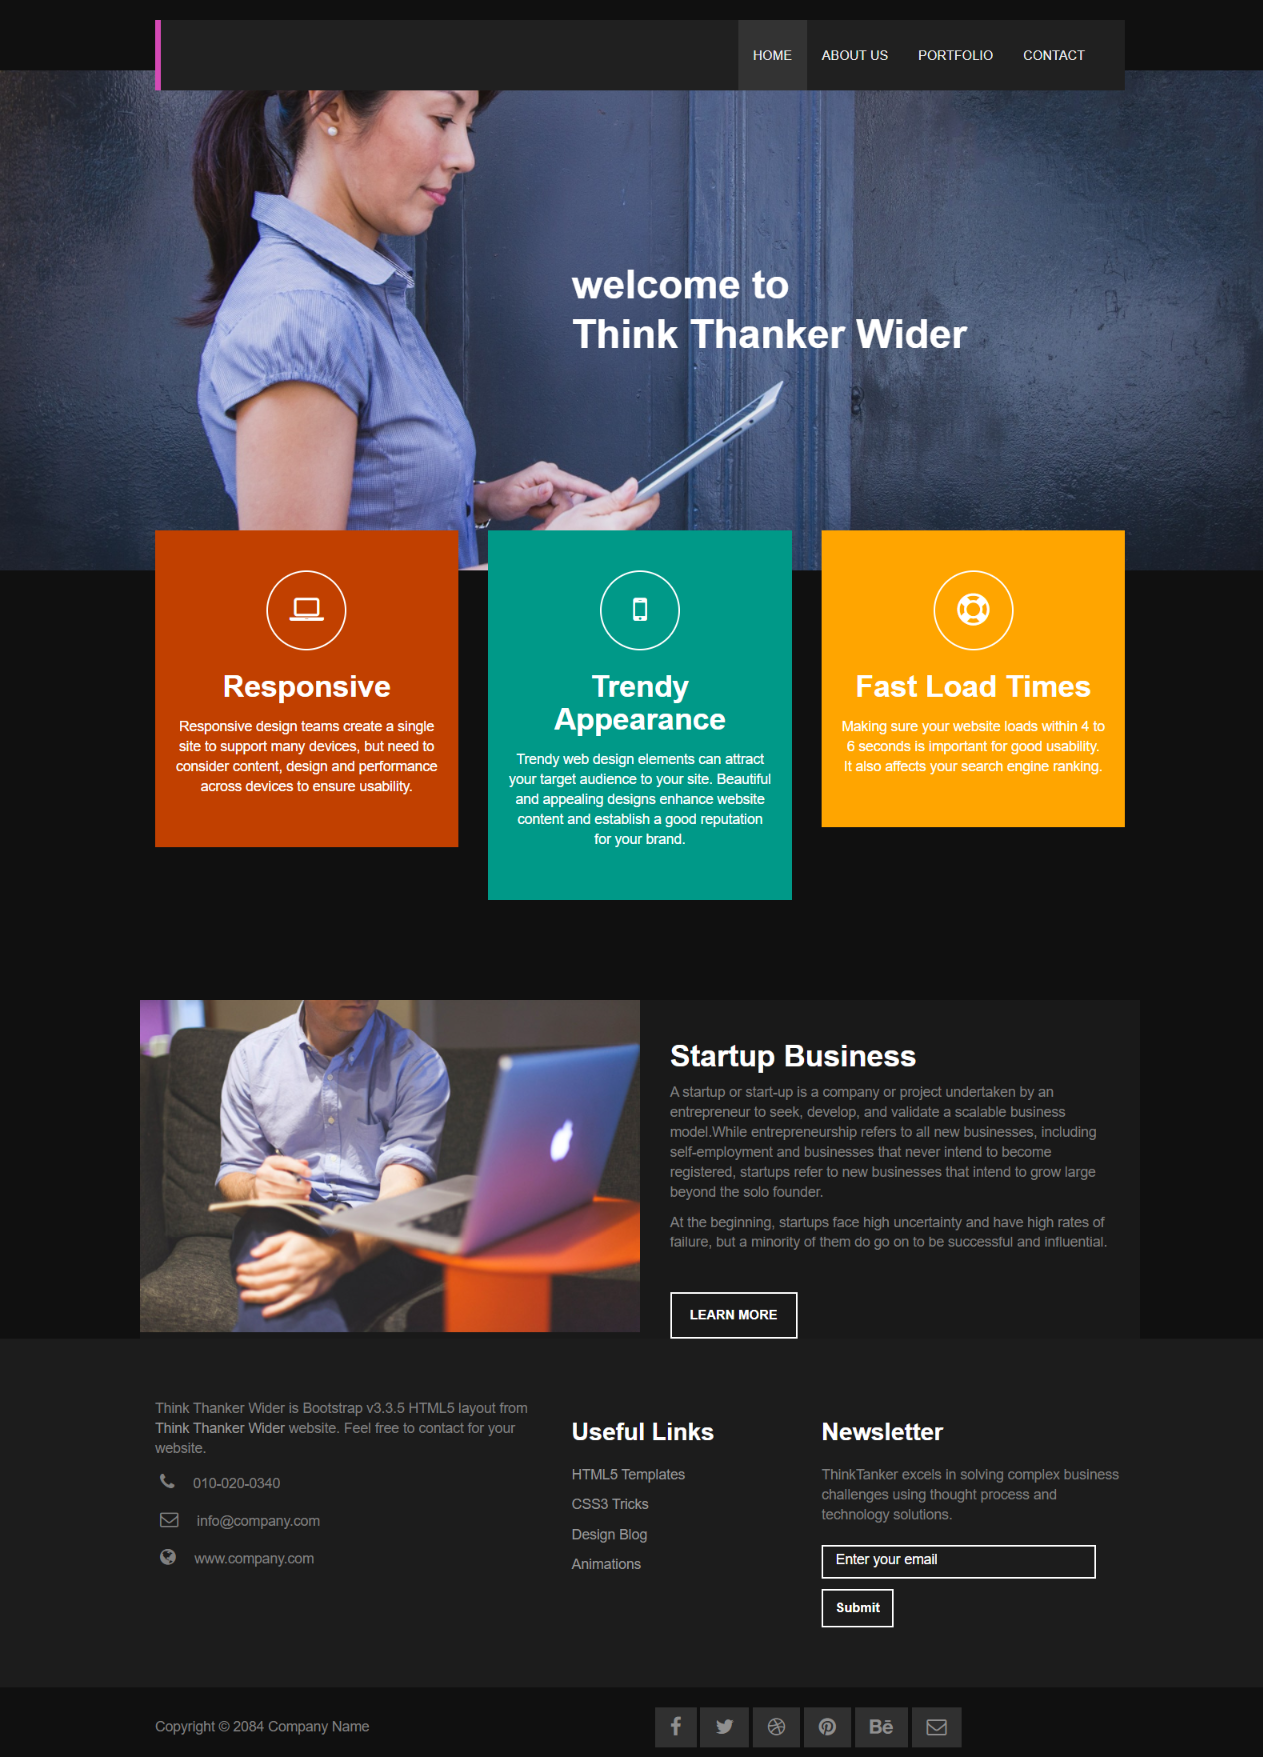 HOME ABOUT US PORTFOLIO CONTACT
welcome to
Think Thanker Wider
Responsive
Responsive design teams create a single
site to support many devices, but need to
consider content, design and performance
across devices to ensure usability.
Trendy
Appearance
Trendy web design elements can attract
your target audience to your site. Beautiful
and appealing designs enhance website
content and establish a good reputation
for your brand.
Fast Load Times
Making sure your website loads within 4 to
6 seconds is important for good usability.
It also affects your search engine ranking.
Startup Business
A startup or start-up is a company or project undertaken by an
entrepreneur to seek, develop, and validate a scalable business
model.While entrepreneurship refers to all new businesses, including
self-employment and businesses that never intend to become
registered, startups refer to new businesses that intend to grow large
beyond the solo founder.
At the beginning, startups face high uncertainty and have high rates of
failure, but a minority of them do go on to be successful and influential.
LEARN MORE
Think Thanker Wider is Bootstrap v3.3.5 HTML5 layout from
Think Thanker Wider website. Feel free to contact for your
website.
010-020-0340
info@company.com
www.company.com
Useful Links
HTML5 Templates
CSS3 Tricks
Design Blog
Animations
Newsletter
ThinkTanker excels in solving complex business
challenges using thought process and
technology solutions.
Enter your email
Submit
Copyright © 2084 Company Name